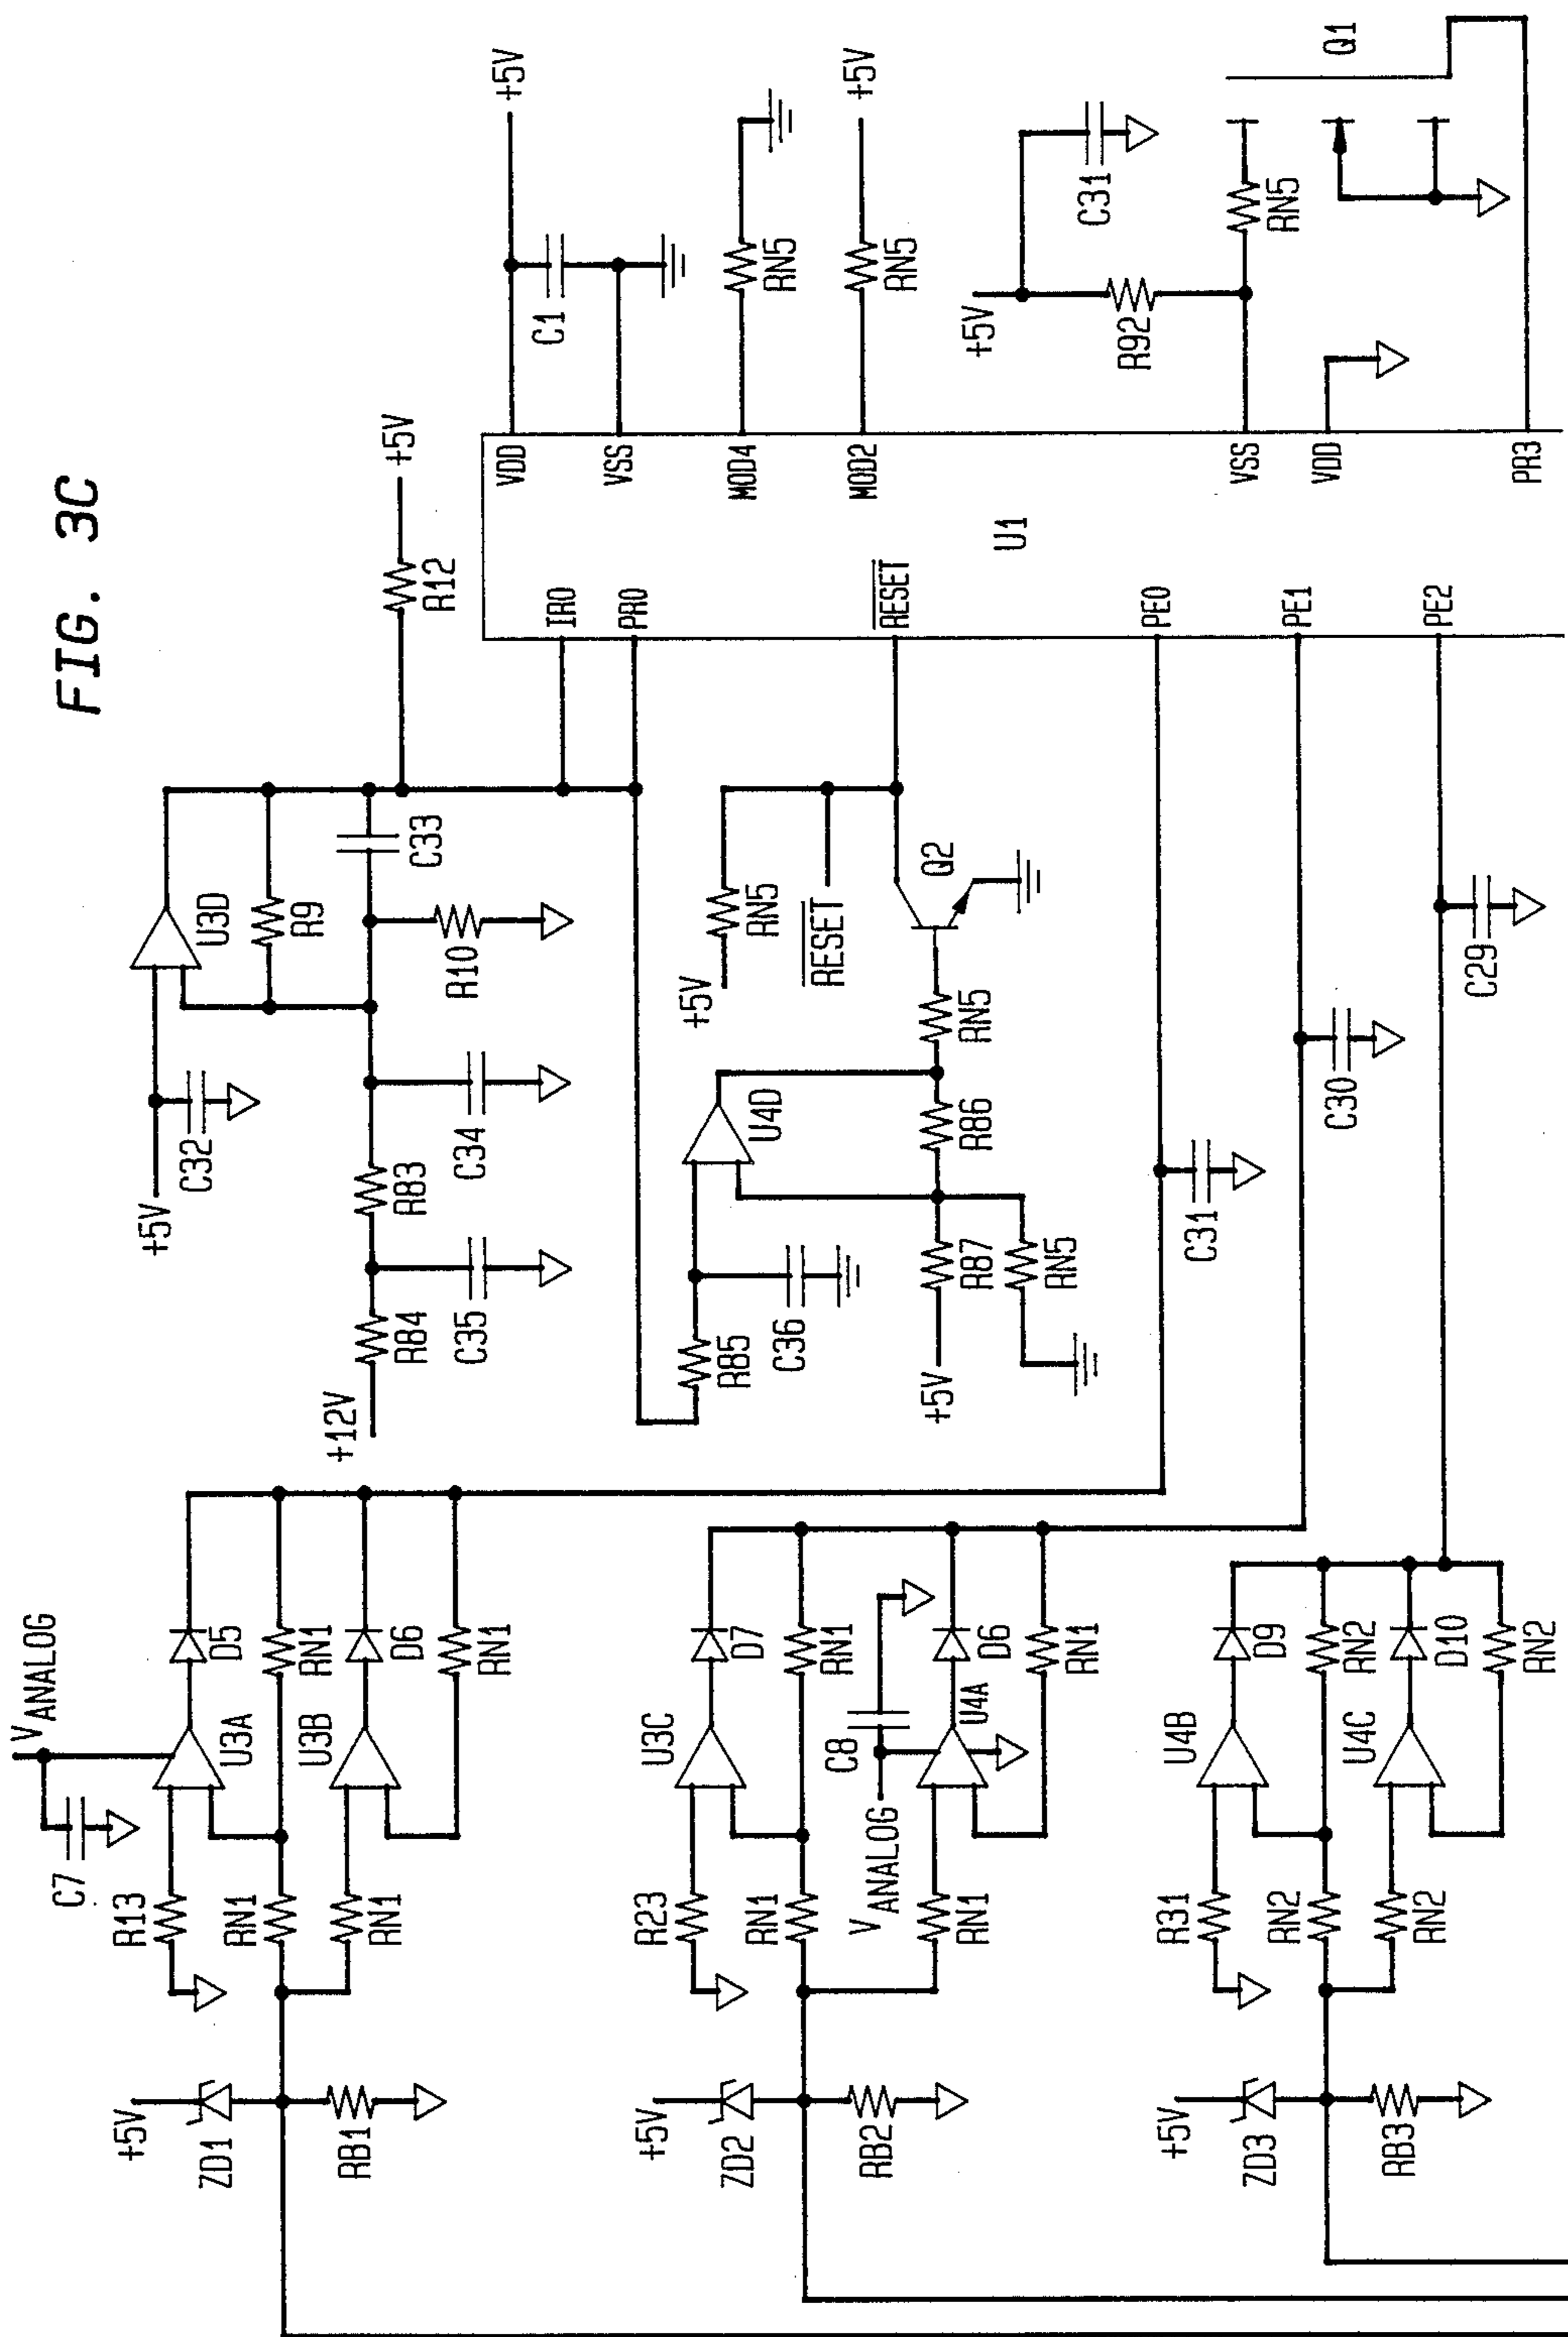 FIG. 3C
+5V
C32
U3D
R9
+12V
R84
C35
R83
C34
R10
C33
R12
+5V
VDD
VSS
MOD4
MOD2
VSS
VDD
PR3
U1
IRO
PRO
RESET
PE0
PE1
PE2
C1
+5V
RN5
RN5
+5V
+5V
C31
R92
RN5
Q1
+5V
RN5
RESET
Q2
RN5
U4D
R86
R85
C36
R87
+5V
RN5
C31
C30
C29
VANALOG
C7
R13
U3A
D5
RN1
RN1
U3B
D6
RN1
RN1
+5V
ZD1
RB1
R23
U3C
D7
RN1
RN1
C8
VANALOG
U4A
D6
RN1
RN1
+5V
ZD2
RB2
R31
U4B
D9
RN2
RN2
U4C
D10
RN2
RN2
+5V
ZD3
RB3